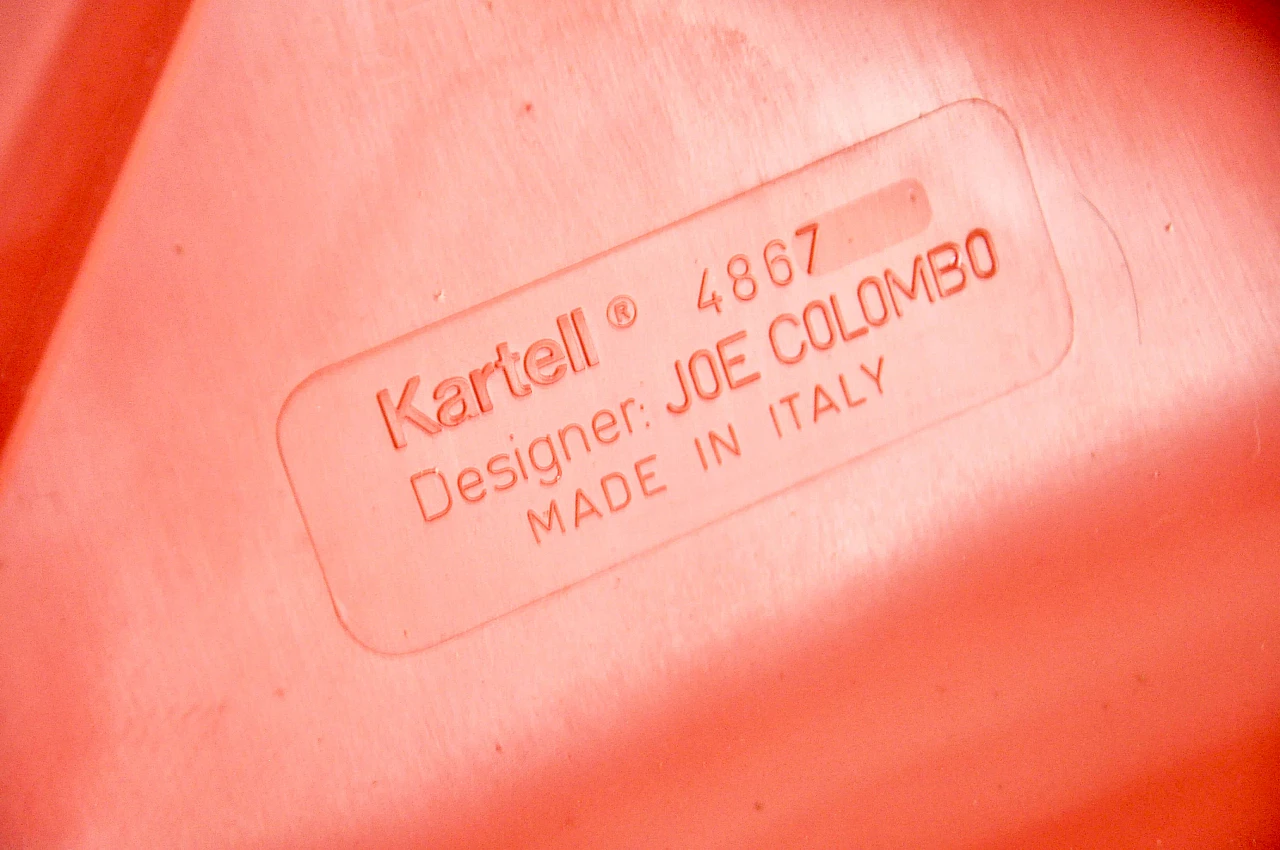 Kartell ® 4867
Designer: JOE COLOMBO
MADE IN ITALY